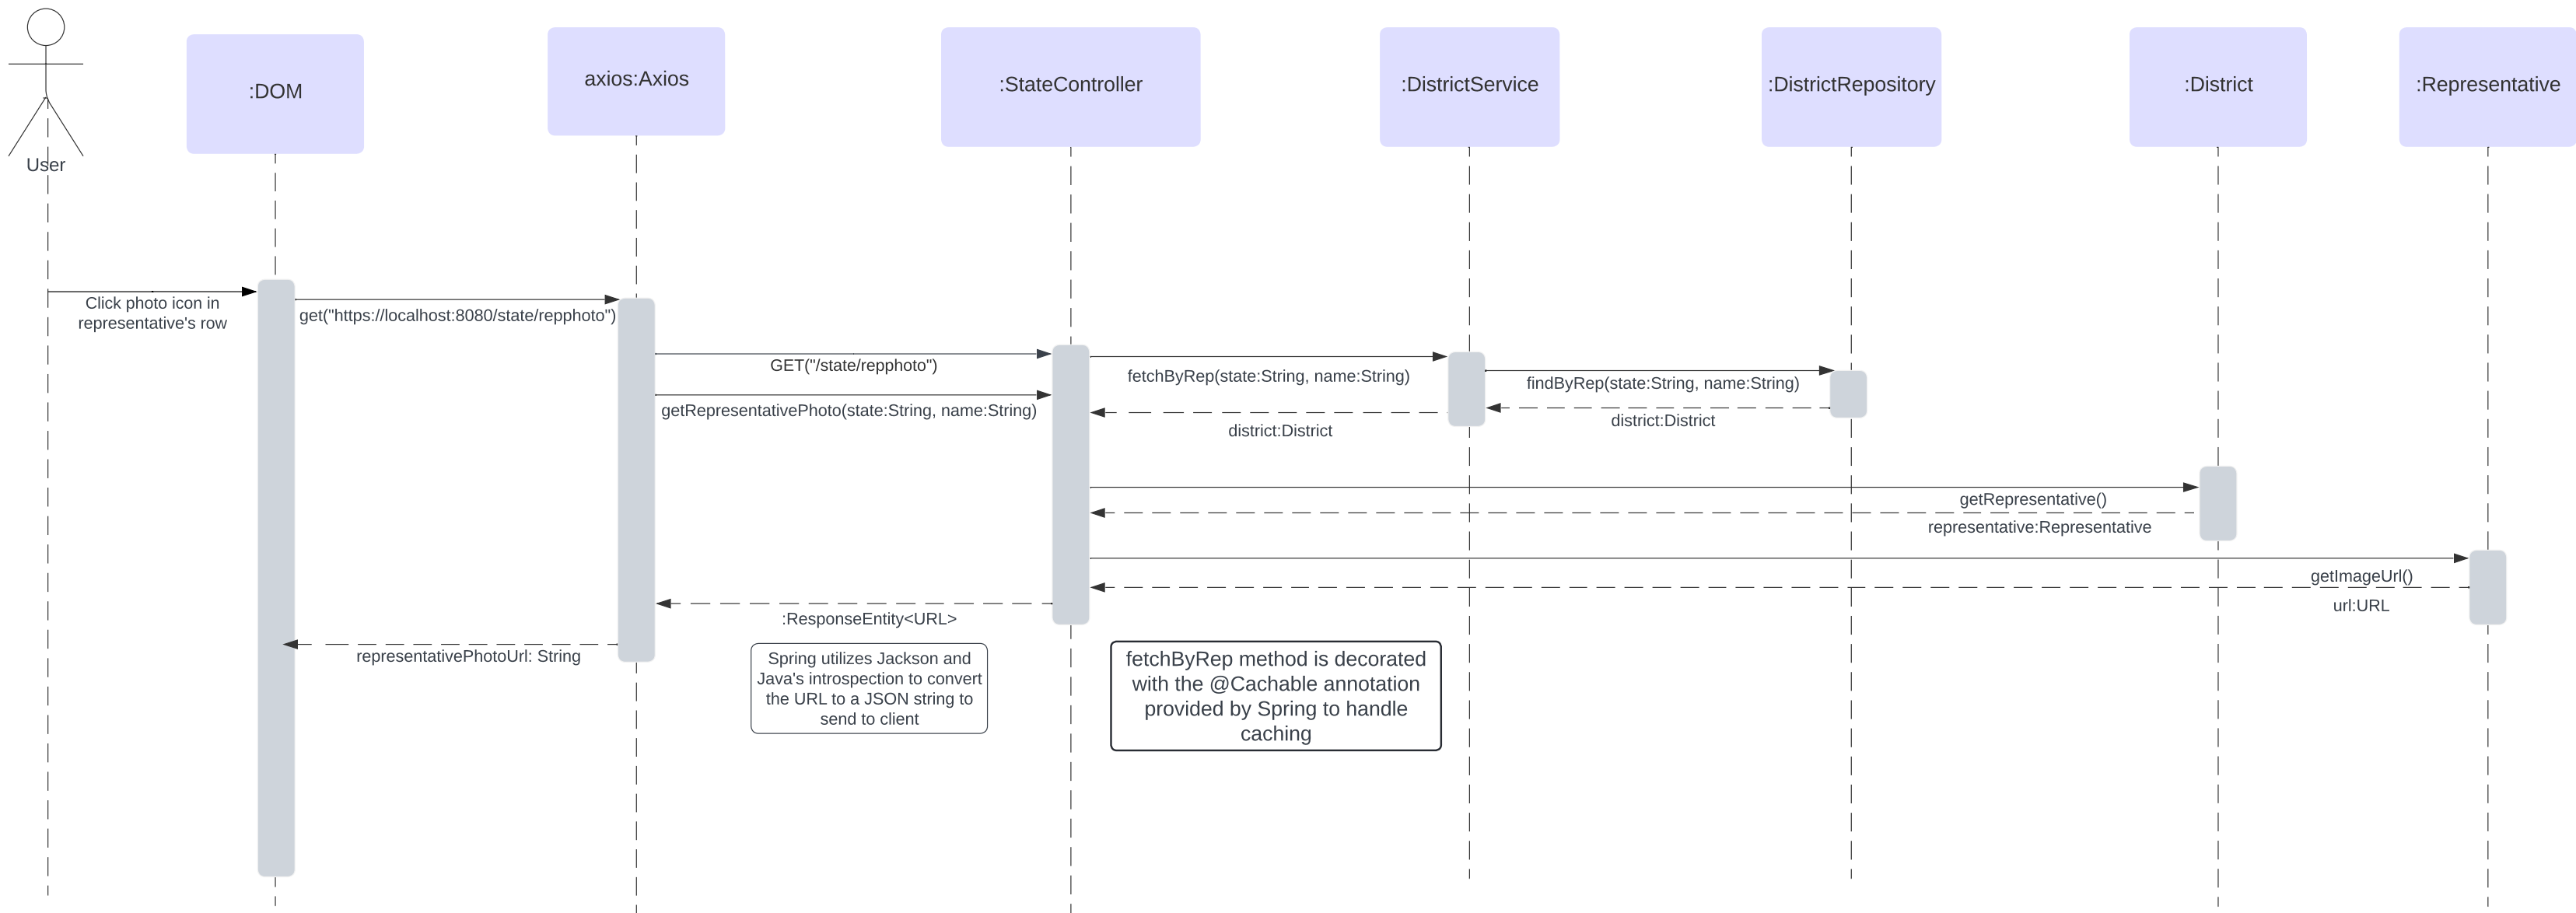 User
:DOM
axios:Axios
:StateController
:DistrictService
:DistrictRepository
:District
:Representative
Click photo icon in
representative's row
get("https://localhost:8080/state/repphoto")
GET("/state/repphoto")
getRepresentativePhoto(state:String, name:String)
fetchByRep(state:String, name:String)
findByRep(state:String, name:String)
district:District
district:District
getRepresentative()
representative:Representative
getImageUrl()
url:URL
:ResponseEntity<URL>
representativePhotoUrl: String
Spring utilizes Jackson and
Java's introspection to convert
the URL to a JSON string to
send to client
fetchByRep method is decorated
with the @Cachable annotation
provided by Spring to handle
caching